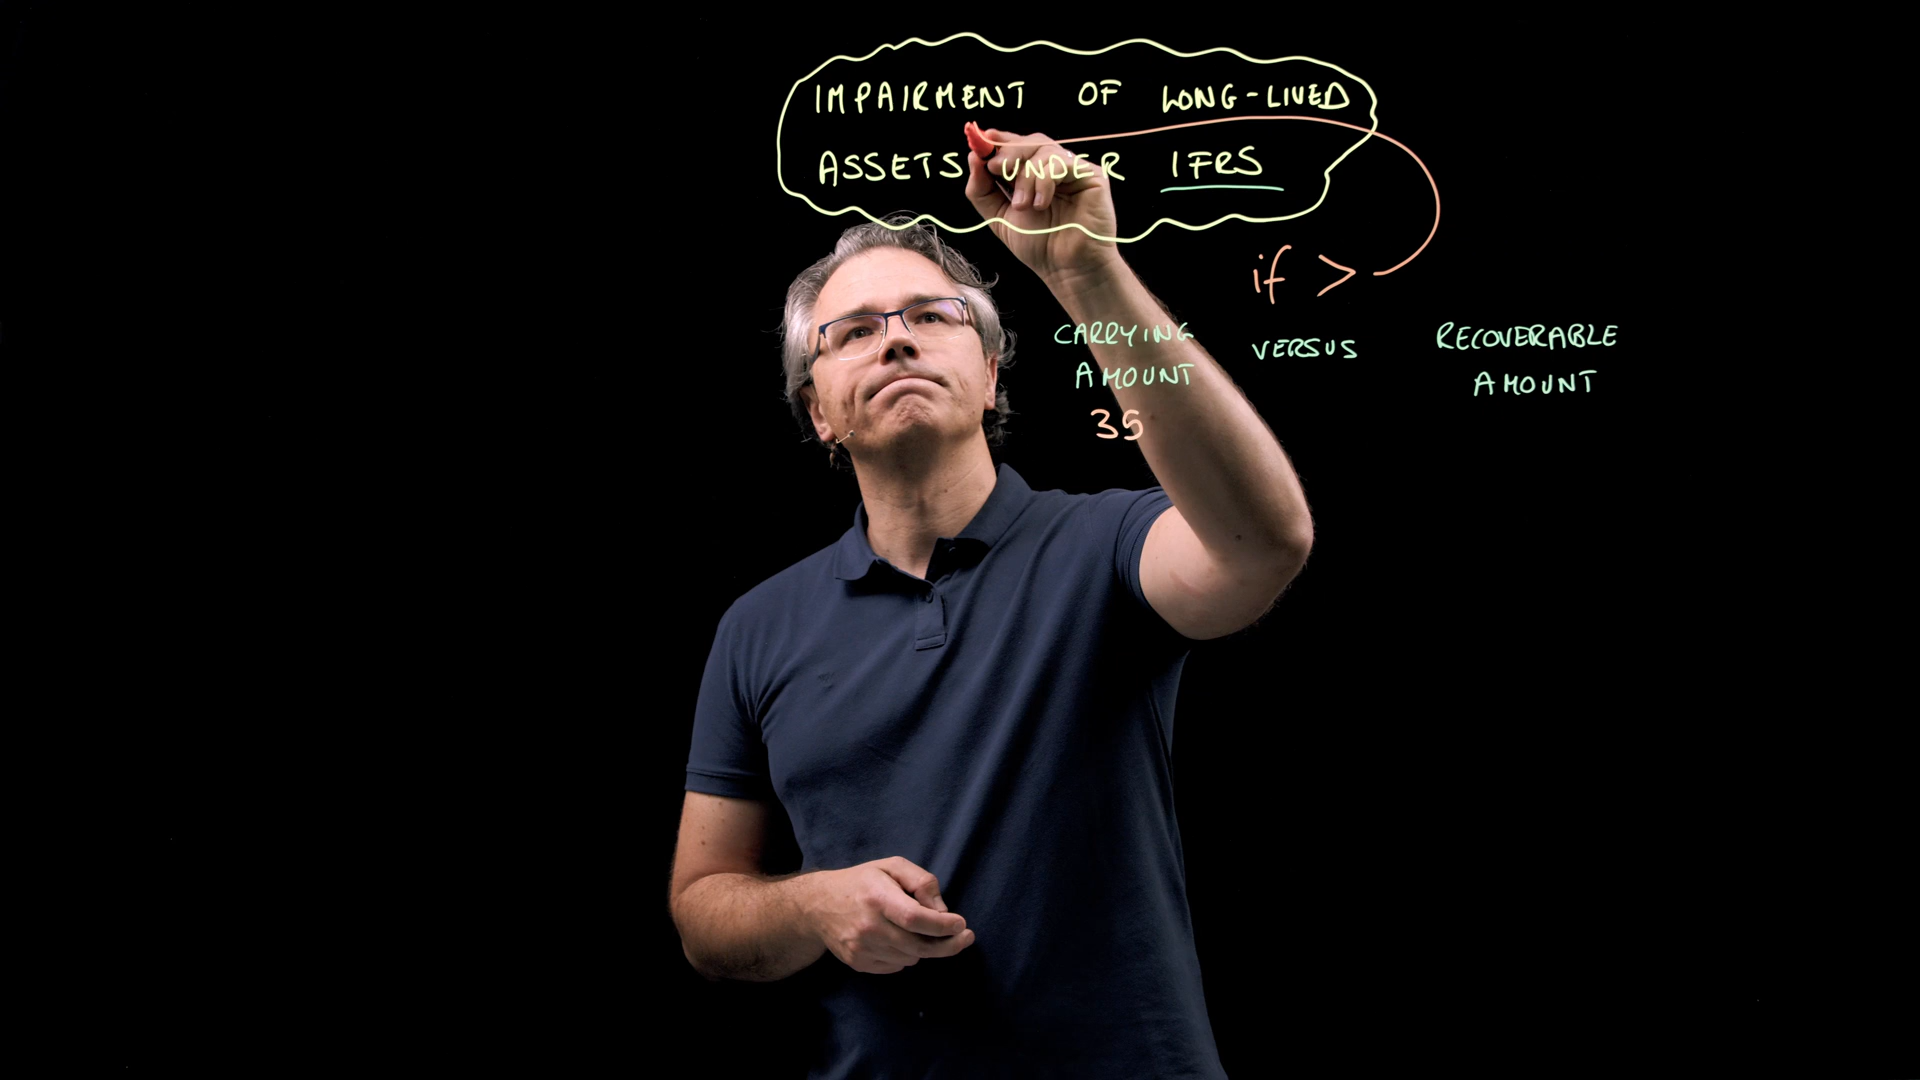 IMPAIRMENT OF LONG-LIVED
ASSETS UNDER IFRS
if >
CARRYING
AMOUNT
35
VERSUS
RECOVERABLE
AMOUNT